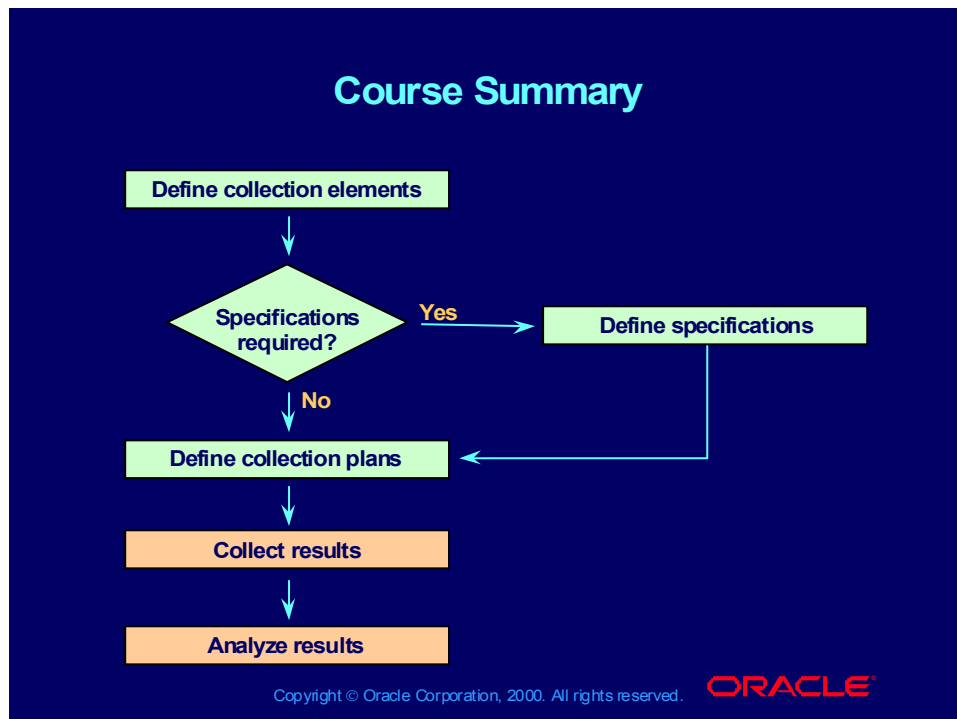 Course Summary
Define collection elements
Specifications
required?
Yes
Define specifications
No
Define collection plans
Collect results
Analyze results
Copyright © Oracle Corporation, 2000. All rights reserved.
ORACLE®